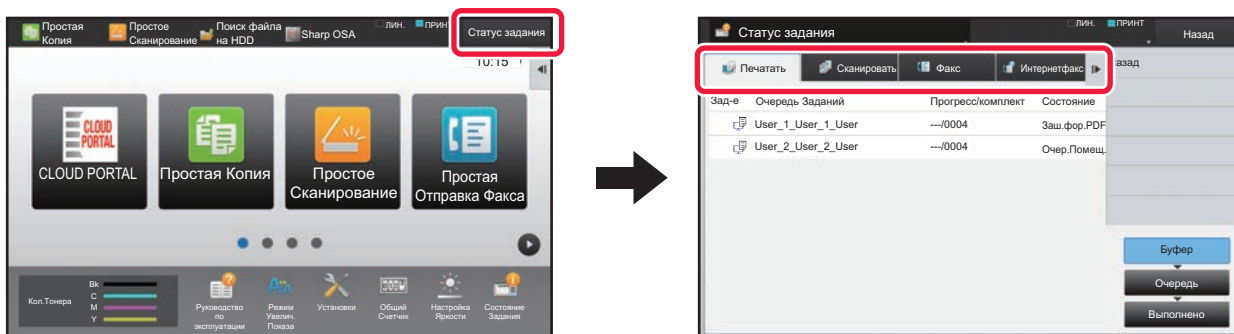 Простая
Копия
Простое
Сканирование
Поиск файла
на HDD
Sharp OSA
ЛИН.
ПРИНТ
Статус задания
10:15
CLOUD
PORTAL
CLOUD PORTAL
Простая Копия
Простое
Сканирование
Простая
Отправка Факса
Кол.Тонера
Bk
C
M
Y
Руководство
по
эксплуатации
Режим
Увелич.
Показа
Установки
Общий
Счетчик
Настройка
Яркости
Состояние
Задания
Статус задания
ЛИН.
ПРИНТ
Назад
Печатать
Сканировать
Факс
Интернетфакс
азад
Зад-е
Очередь Заданий
Прогресс/комплект
Состояние
User_1_User_1_User
---/0004
Заш.фор.PDF
User_2_User_2_User
---/0004
Очер.Помещ.
Буфер
Очередь
Выполнено